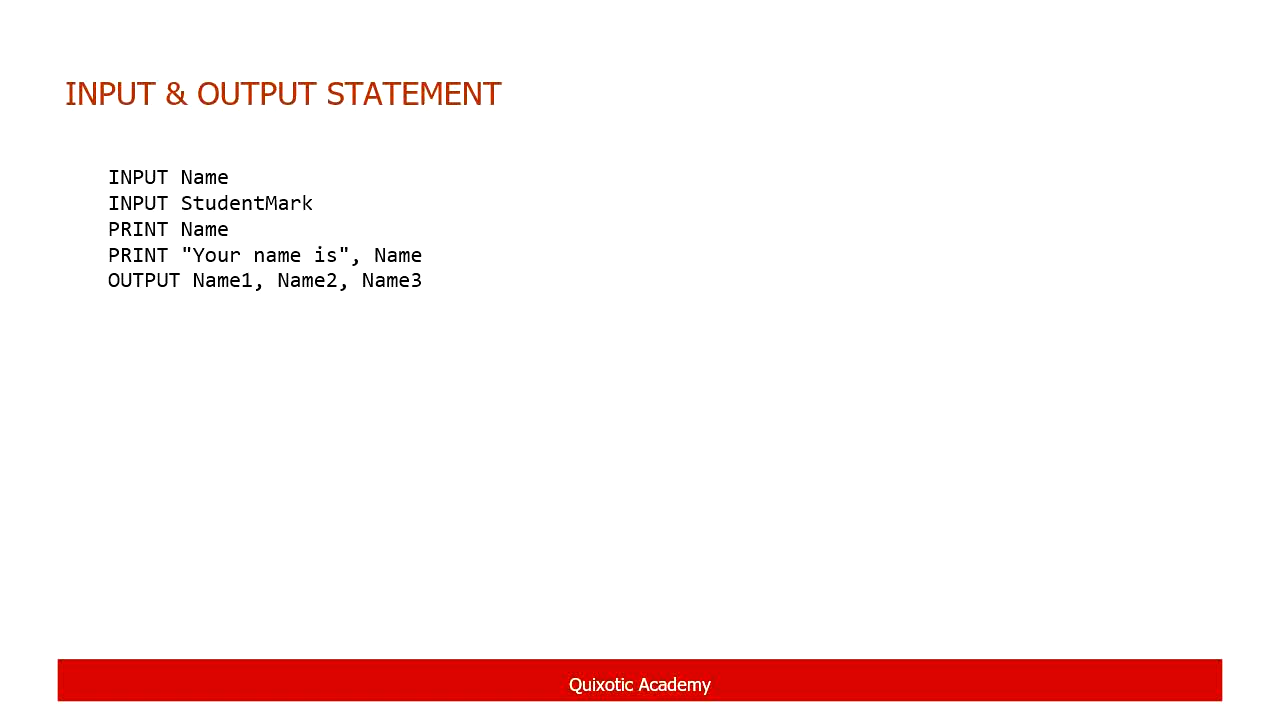 INPUT & OUTPUT STATEMENT
INPUT Name
INPUT StudentMark
PRINT Name
PRINT "Your name is", Name
OUTPUT Name1, Name2, Name3
Quixotic Academy